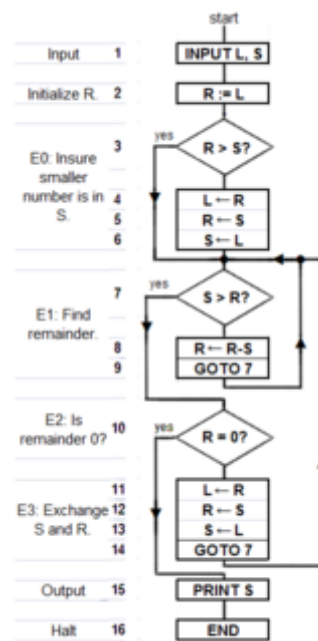 start
Input 1 INPUT L, S
Initialize R. 2 R := L
yes
3 R > S?
E0: Insure
smaller
number is in
S.
4 L ← R
5 R ← S
6 S ← L
yes
7 S > R?
E1: Find
remainder.
8 R ← R-S
9 GOTO 7
E2: Is
remainder 0?
10 yes R = 0?
11 L ← R
E3: Exchange
S and R.
12 R ← S
13 S ← L
14 GOTO 7
Output 15 PRINT S
Halt 16 END